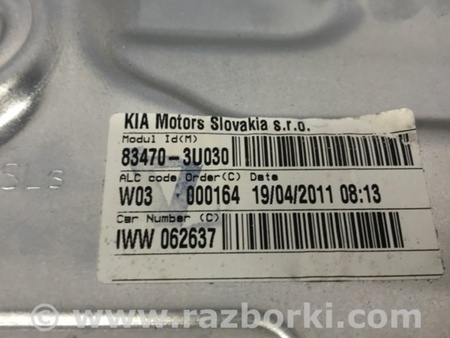 KIA Motors Slovakia s.r.o.
Modul Id(M)
83470-3U030
ALC code Order(C) Date
W03 000164 19/04/2011 08:13
Car Number (C)
IWW 062637
www.razborki.com